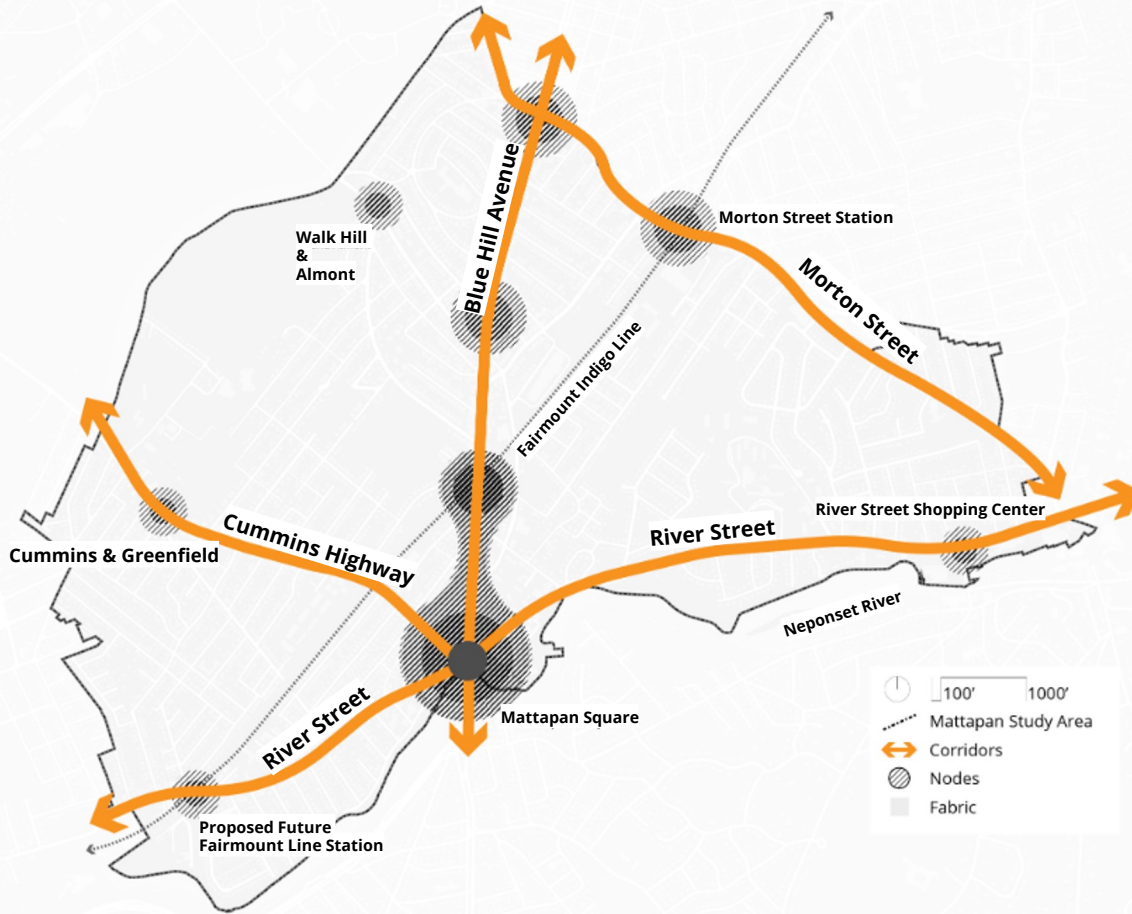 Blue Hill Avenue
Morton Street Station
Walk Hill
&
Almont
Morton Street
Fairmount Indigo Line
River Street Shopping Center
Cummins Highway
River Street
Cummins & Greenfield
Neponset River
River Street
Mattapan Square
Proposed Future
Fairmount Line Station
100' 1000'
Mattapan Study Area
Corridors
Nodes
Fabric